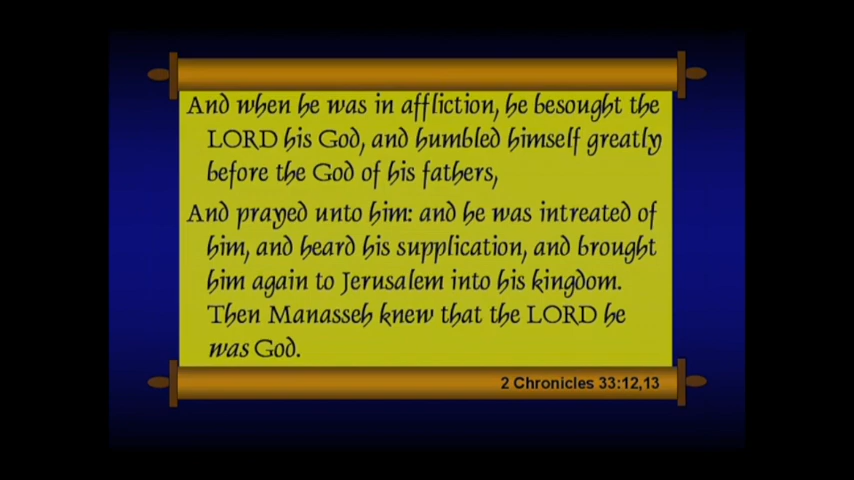 And when he was in affliction, he besought the
LORD his God, and humbled himself greatly
before the God of his fathers,
And prayed unto him: and he was intreated of
him, and heard his supplication, and brought
him again to Jerusalem into his kingdom.
Then Manasseh knew that the LORD he
was God.
2 Chronicles 33:12,13